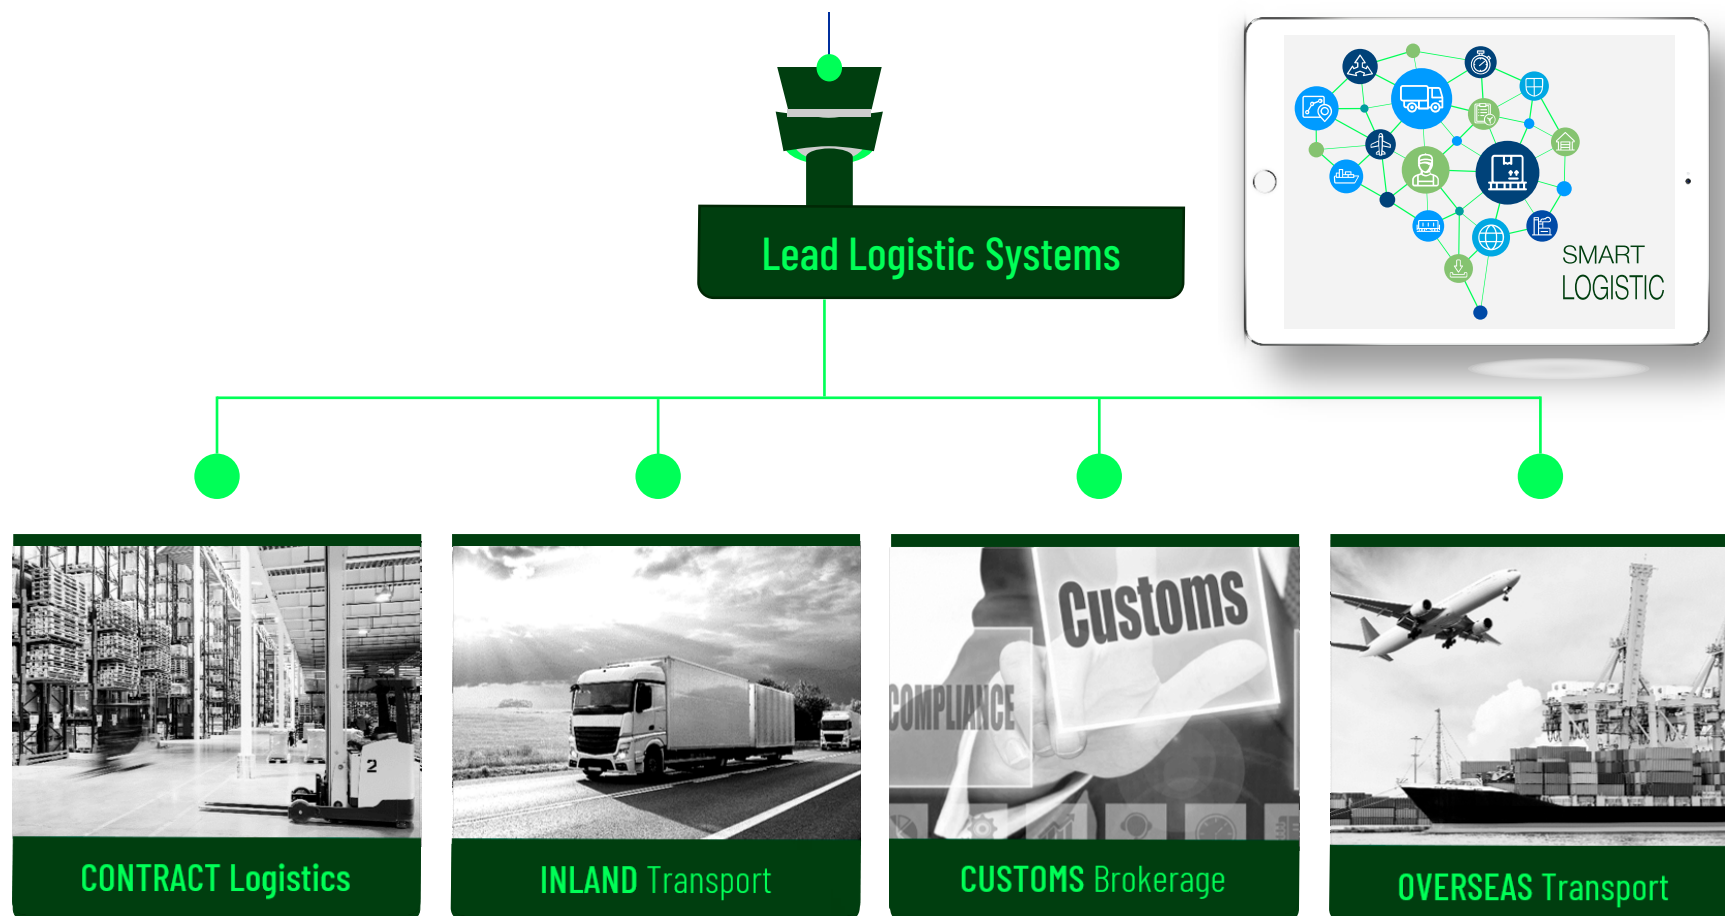 Lead Logistic Systems
SMART
LOGISTIC
Customs
COMPLIANCE
2
CONTRACT Logistics
INLAND Transport
CUSTOMS Brokerage
OVERSEAS Transport